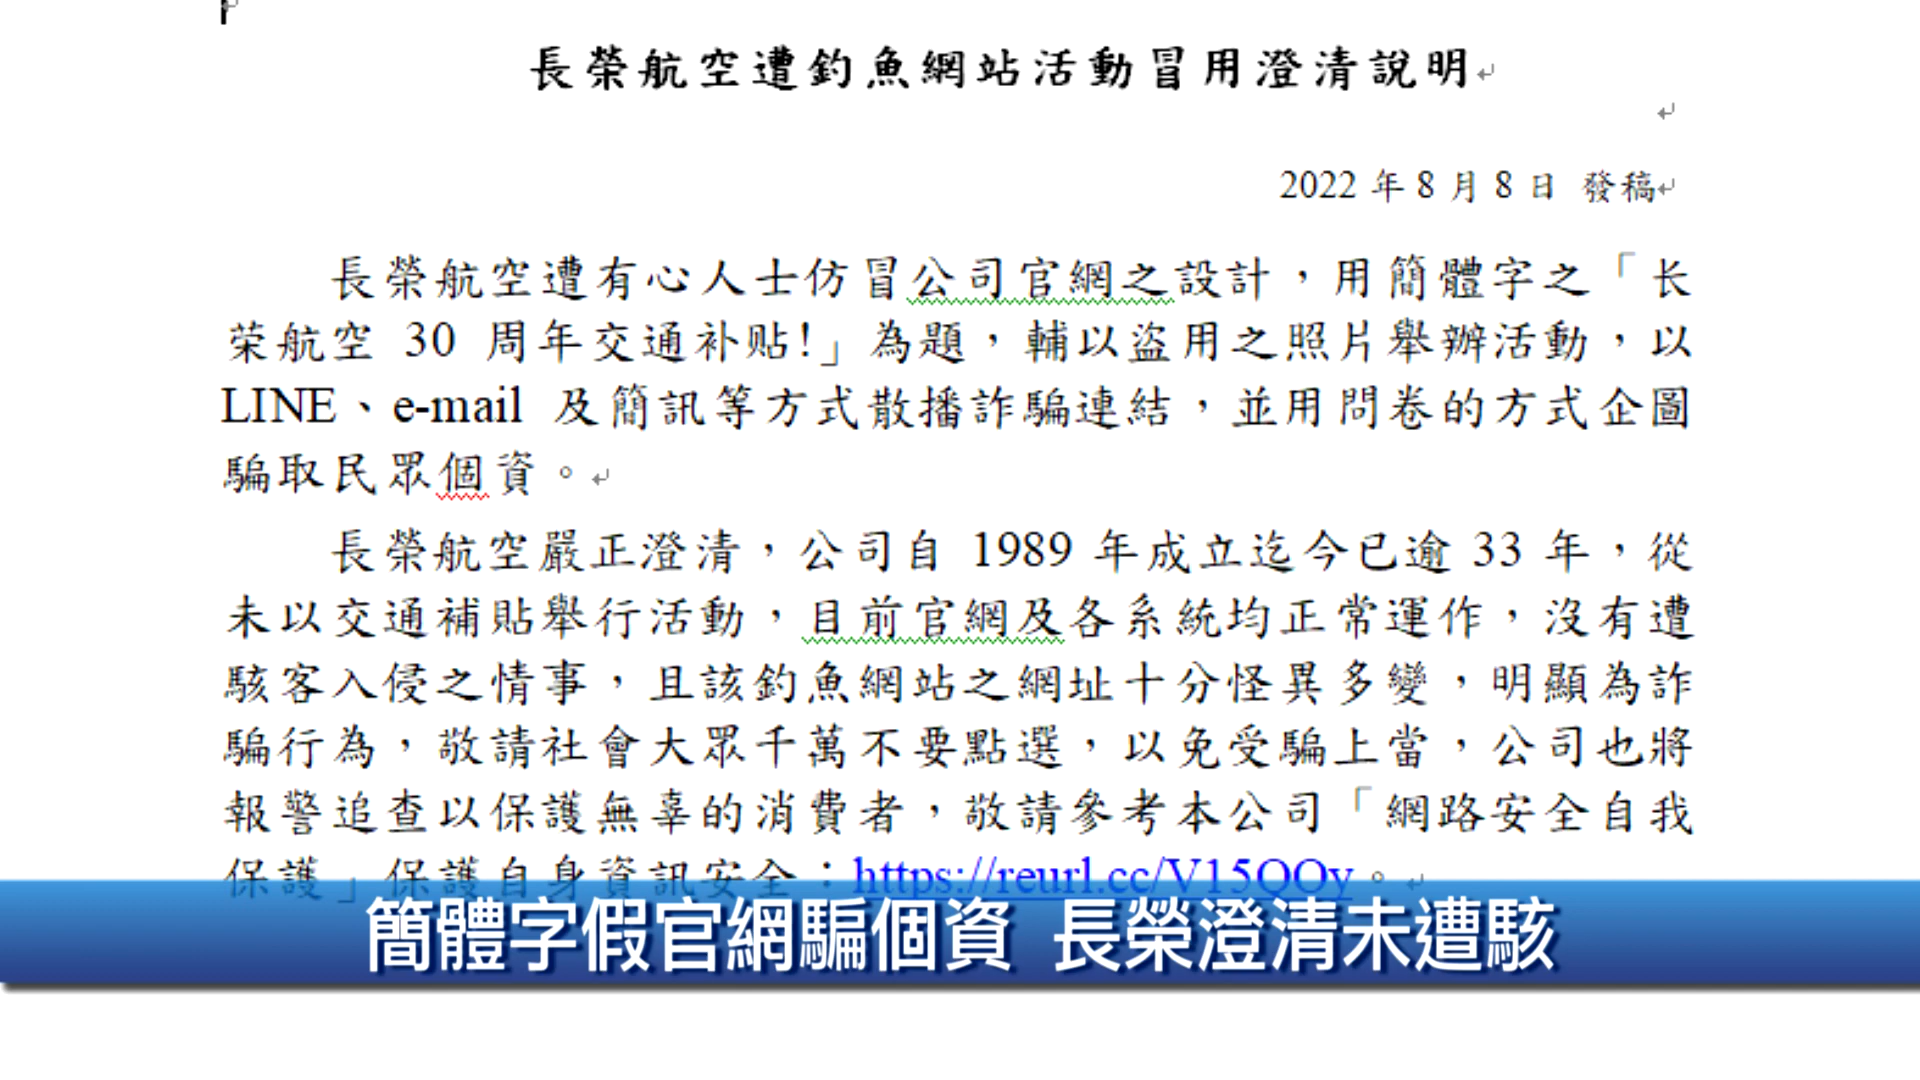 長榮航空遭釣魚網站活動冒用澄清說明
2022 年 8 月 8 日 發稿
長榮航空遭有心人士仿冒公司官網之設計，用簡體字之「长
荣航空 30 周年交通补贴!」為題，輔以盜用之照片舉辦活動，以
LINE、e-mail 及簡訊等方式散播詐騙連結，並用問卷的方式企圖
騙取民眾個資。
長榮航空嚴正澄清，公司自 1989 年成立迄今已逾 33 年，從
未以交通補貼舉行活動，目前官網及各系統均正常運作，沒有遭
駭客入侵之情事，且該釣魚網站之網址十分怪異多變，明顯為詐
騙行為，敬請社會大眾千萬不要點選，以免受騙上當，公司也將
報警追查以保護無辜的消費者，敬請參考本公司「網路安全自我
保護」保護自身資訊安全：https://reurl.cc/V15QOy。
簡體字假官網騙個資 長榮澄清未遭駭